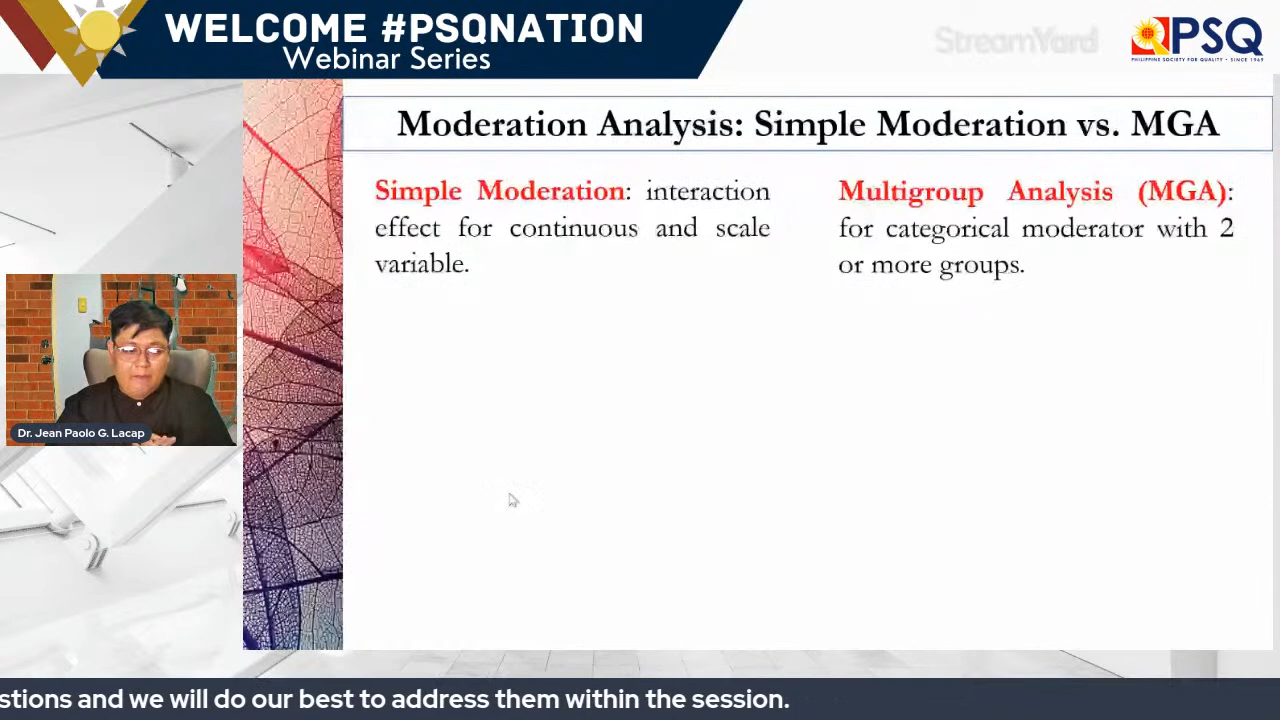 WELCOME #PSQNATION
Webinar Series
StreamYard
PSQ
PHILIPPINE SOCIETY FOR QUALITY • SINCE 1969
Moderation Analysis: Simple Moderation vs. MGA
Simple Moderation: interaction
effect for continuous and scale
variable.
Multigroup Analysis (MGA):
for categorical moderator with 2
or more groups.
Dr. Jean Paolo G. Lacap
stions and we will do our best to address them within the session.